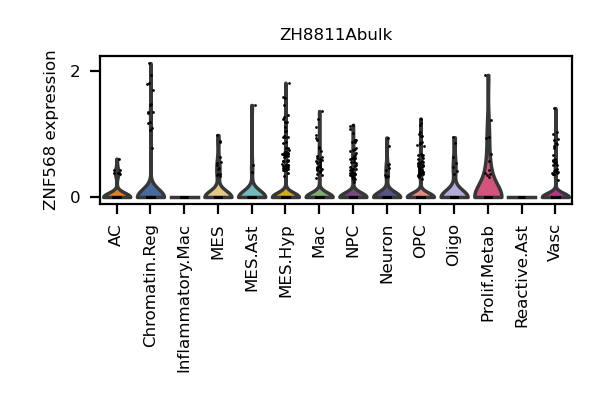 ZH8811Abulk
ZNF568 expression
2
0
AC
Chromatin.Reg
Inflammatory.Mac
MES
MES.Ast
MES.Hyp
Mac
NPC
Neuron
OPC
Oligo
Prolif.Metab
Reactive.Ast
Vasc